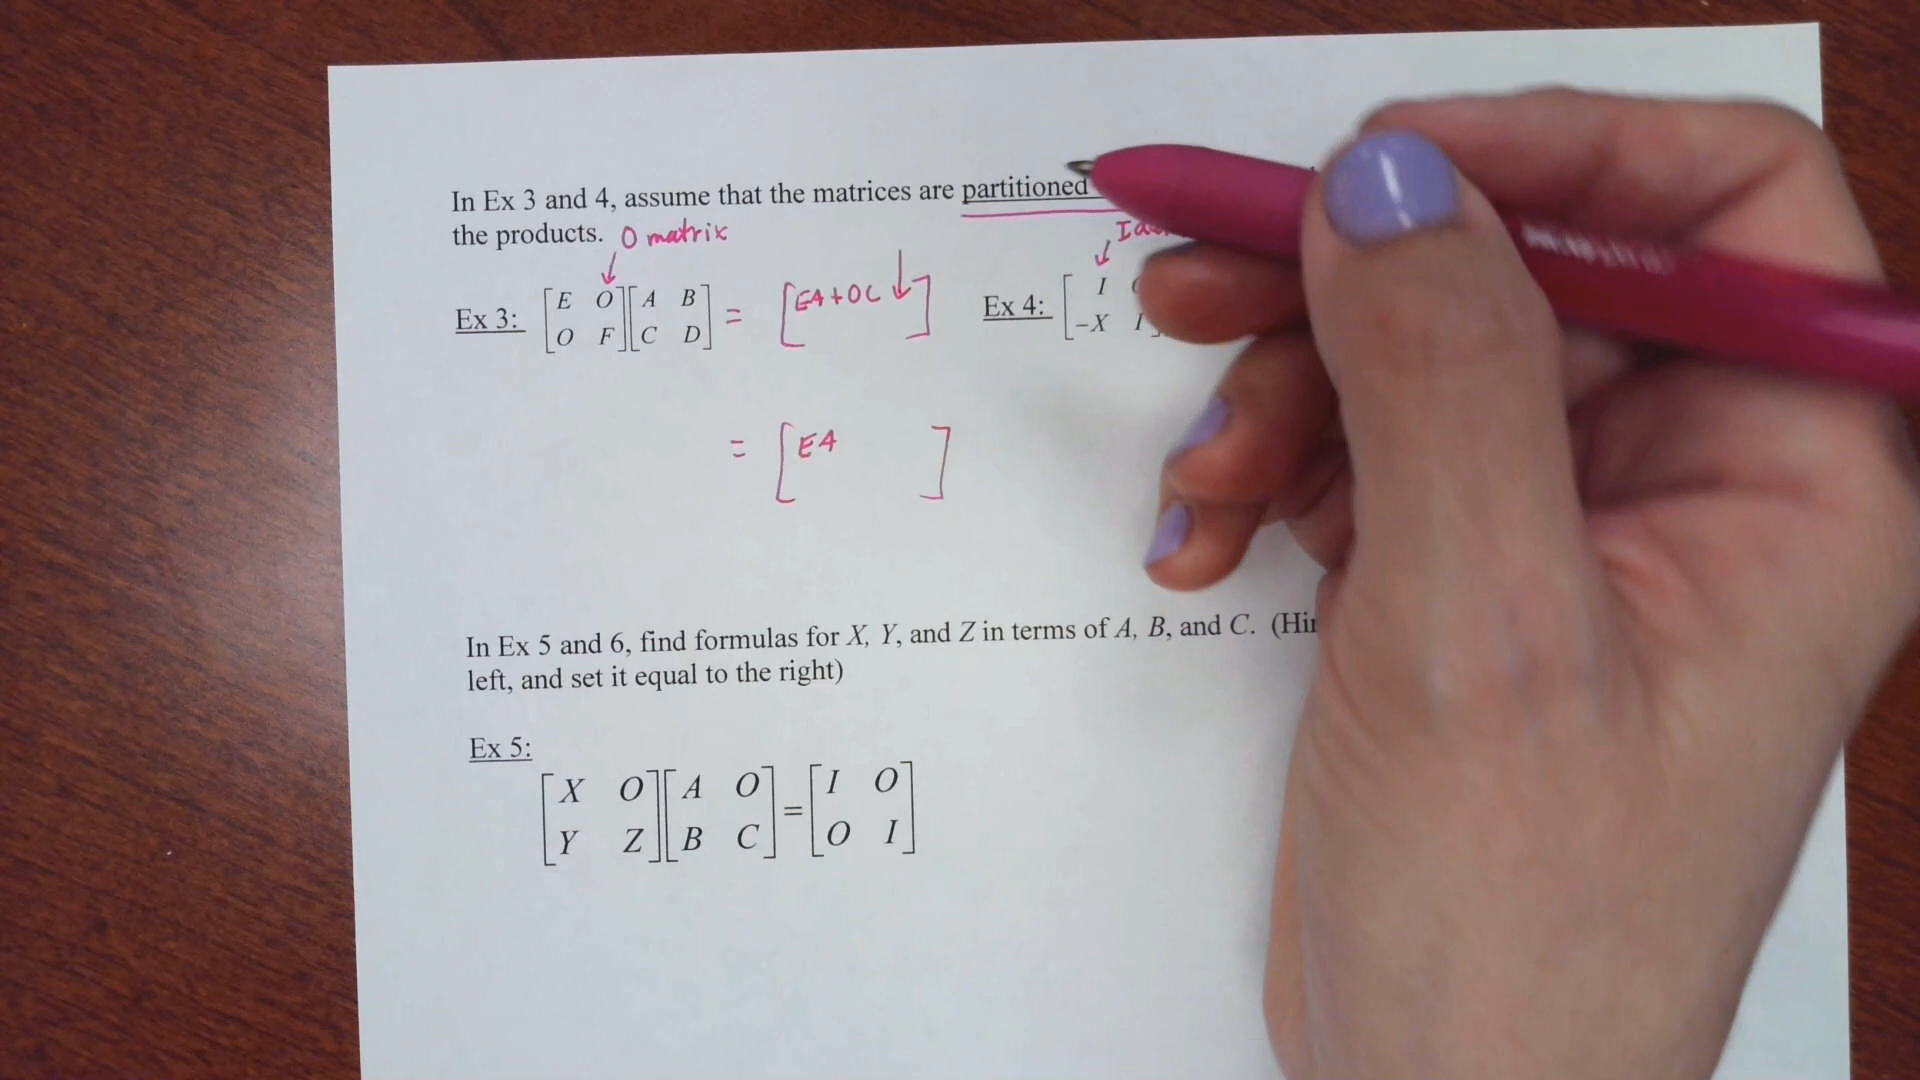 In Ex 3 and 4, assume that the matrices are partitioned
the products. O matrix
Ex 3: [E O; O F][A B; C D] = [EA+OC ]
Ex 4: [I; -X I]
= [EA ]
In Ex 5 and 6, find formulas for X, Y, and Z in terms of A, B, and C. (Hin
left, and set it equal to the right)
Ex 5:
[X O; Y Z][A O; B C] = [I O; O I]